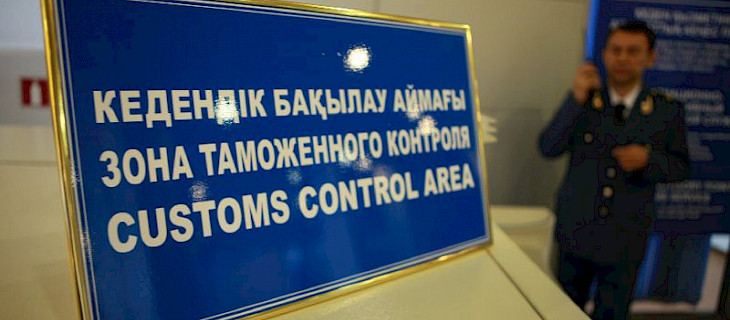 КЕДЕНДІК БАҚЫЛАУ АЙМАҒЫ
ЗОНА ТАМОЖЕННОГО КОНТРОЛЯ
CUSTOMS CONTROL AREA